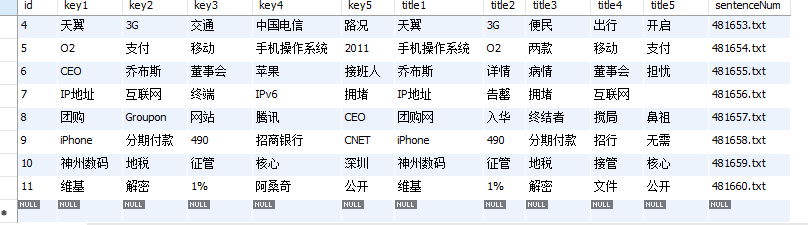 id key1 key2 key3 key4 key5 title1 title2 title3 title4 title5 sentenceNum
4 天翼 3G 交通 中国电信 路况 天翼 3G 便民 出行 开启 481653.txt
5 O2 支付 移动 手机操作系统 2011 手机操作系统 O2 两款 移动 支付 481654.txt
6 CEO 乔布斯 董事会 苹果 接班人 乔布斯 详情 病情 董事会 担忧 481655.txt
7 IP地址 互联网 终端 IPv6 拥堵 IP地址 告罄 拥堵 互联网 481656.txt
8 团购 Groupon 网站 腾讯 CEO 团购网 入华 终结者 搅局 鼻祖 481657.txt
9 iPhone 分期付款 490 招商银行 CNET iPhone 490 分期付款 招行 无需 481658.txt
10 神州数码 地税 征管 核心 深圳 神州数码 征管 地税 接管 核心 481659.txt
11 维基 解密 1% 阿桑奇 公开 维基 1% 解密 文件 公开 481660.txt
NULL NULL NULL NULL NULL NULL NULL NULL NULL NULL NULL NULL